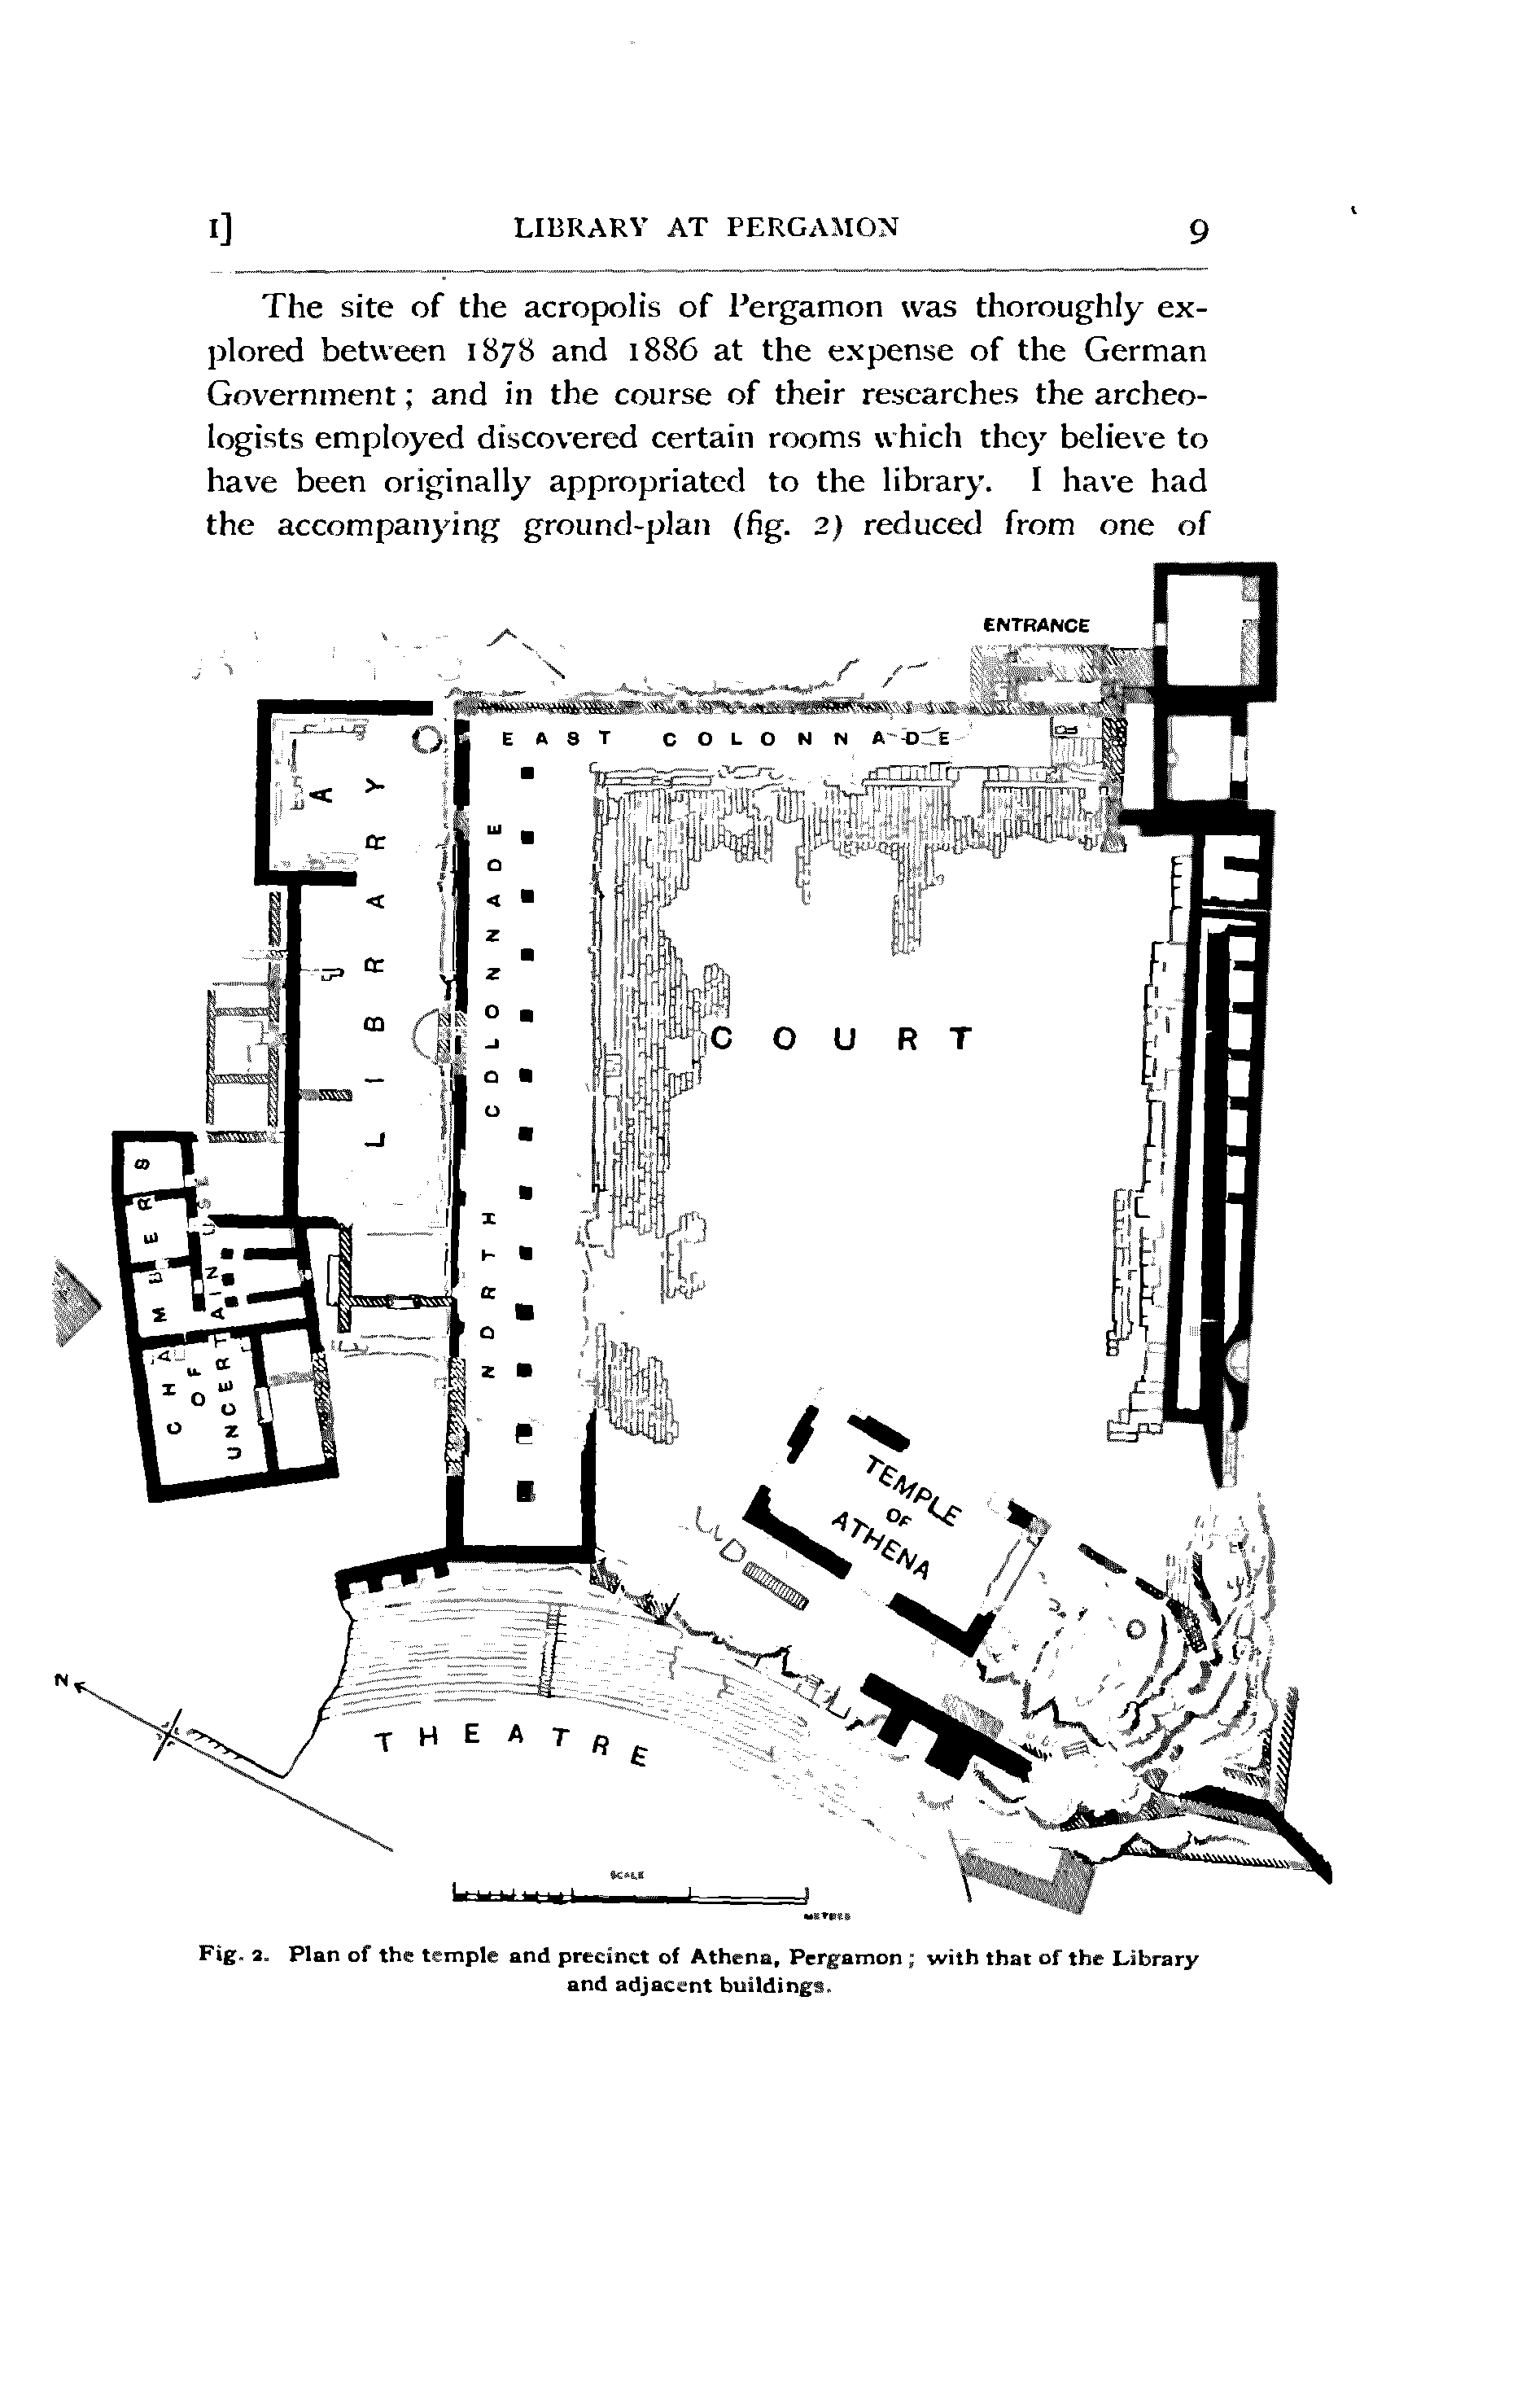 I] LIBRARY AT PERGAMON 9
The site of the acropolis of Pergamon was thoroughly ex-
plored between 1878 and 1886 at the expense of the German
Government; and in the course of their researches the archeo-
logists employed discovered certain rooms which they believe to
have been originally appropriated to the library. I have had
the accompanying ground-plan (fig. 2) reduced from one of
ENTRANCE
EAST COLONNADE
A
LIBRARY
NORTH COLONNADE
COURT
CHAMBERS
OF
UNCERTAIN USE
TEMPLE
OF
ATHENA
N
THEATRE
SCALE
METRES
Fig. 2. Plan of the temple and precinct of Athena, Pergamon; with that of the Library
and adjacent buildings.